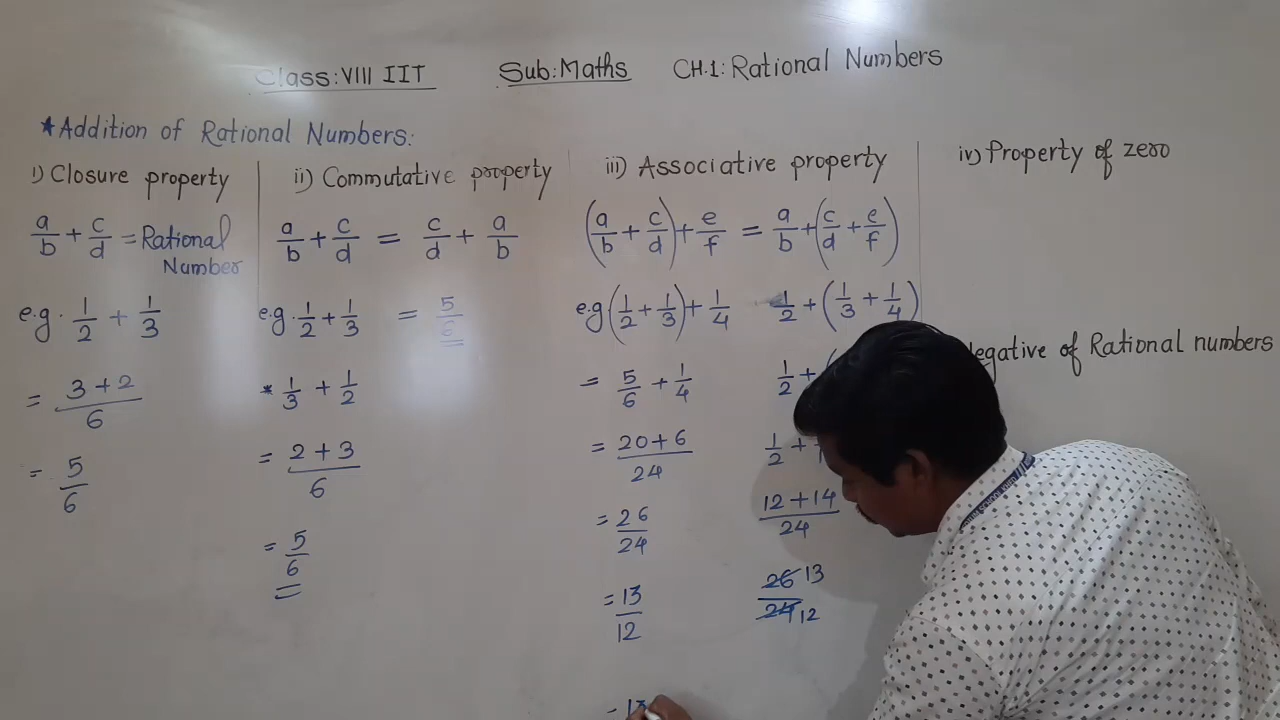 Class: VIII IIT Sub: Maths CH.1: Rational Numbers
*Addition of Rational Numbers:
i) Closure property
a/b + c/d = Rational Number
e.g. 1/2 + 1/3
= 3+2/6
= 5/6
ii) Commutative property
a/b + c/d = c/d + a/b
e.g. 1/2 + 1/3 = 5/6
* 1/3 + 1/2
= 2+3/6
= 5/6
iii) Associative property
(a/b + c/d) + e/f = a/b + (c/d + e/f)
e.g (1/2 + 1/3) + 1/4 1/2 + (1/3 + 1/4)
= 5/6 + 1/4 1/2 + (
= 20+6/24 1/2 +
= 26/24 12+14/24
= 13/12 26/24 13 12
iv) Property of zero
Negative of Rational numbers